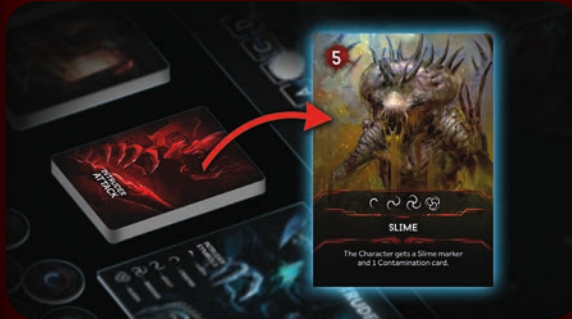 INTRUDER
ATTACK
5
SLIME
The Character gets a Slime marker
and 1 Contamination card.